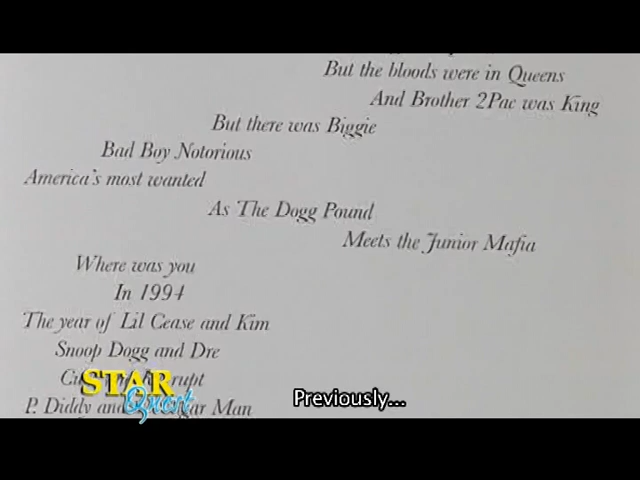 But the bloods were in Queens
And Brother 2Pac was King
But there was Biggie
Bad Boy Notorious
America's most wanted
As The Dogg Pound
Meets the Junior Mafia
Where was you
In 1994
The year of Lil Cease and Kim
Snoop Dogg and Dre
P. Diddy and Man
STAR
Quest
Previously...